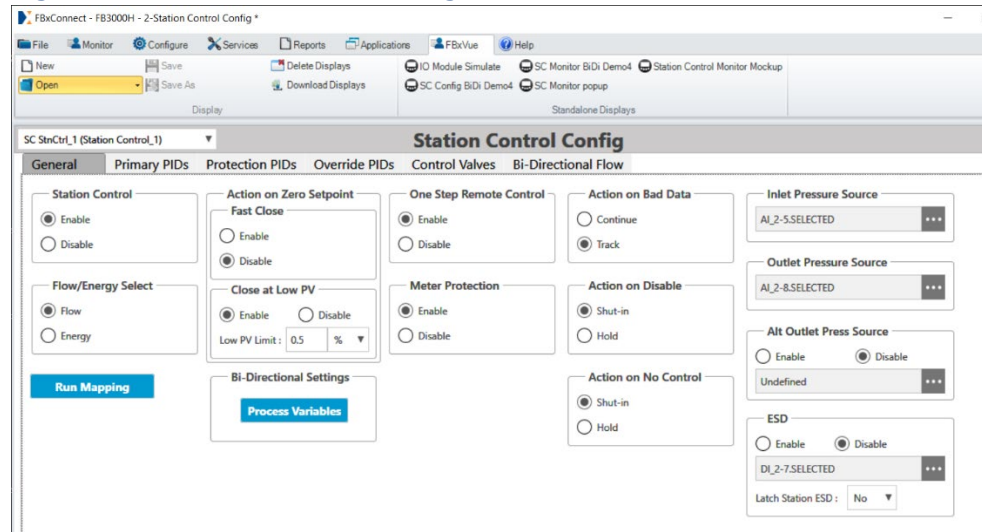 FBxConnect - FB3000H - 2-Station Control Config *
File Monitor Configure Services Reports Applications FBxVue Help
New Save Delete Displays IO Module Simulate SC Monitor BiDi Demo4 Station Control Monitor Mockup
Open Save As Download Displays SC Config BiDi Demo4 SC Monitor popup
Display Standalone Displays
SC StnCtrl_1 (Station Control_1)
Station Control Config
General Primary PIDs Protection PIDs Override PIDs Control Valves Bi-Directional Flow
Station Control
Enable
Disable
Flow/Energy Select
Flow
Energy
Run Mapping
Action on Zero Setpoint
Fast Close
Enable
Disable
Close at Low PV
Enable Disable
Low PV Limit : 0.5 %
Bi-Directional Settings
Process Variables
One Step Remote Control
Enable
Disable
Meter Protection
Enable
Disable
Action on Bad Data
Continue
Track
Action on Disable
Shut-in
Hold
Action on No Control
Shut-in
Hold
Inlet Pressure Source
AI_2-5.SELECTED
Outlet Pressure Source
AI_2-8.SELECTED
Alt Outlet Press Source
Enable Disable
Undefined
ESD
Enable Disable
DI_2-7.SELECTED
Latch Station ESD : No